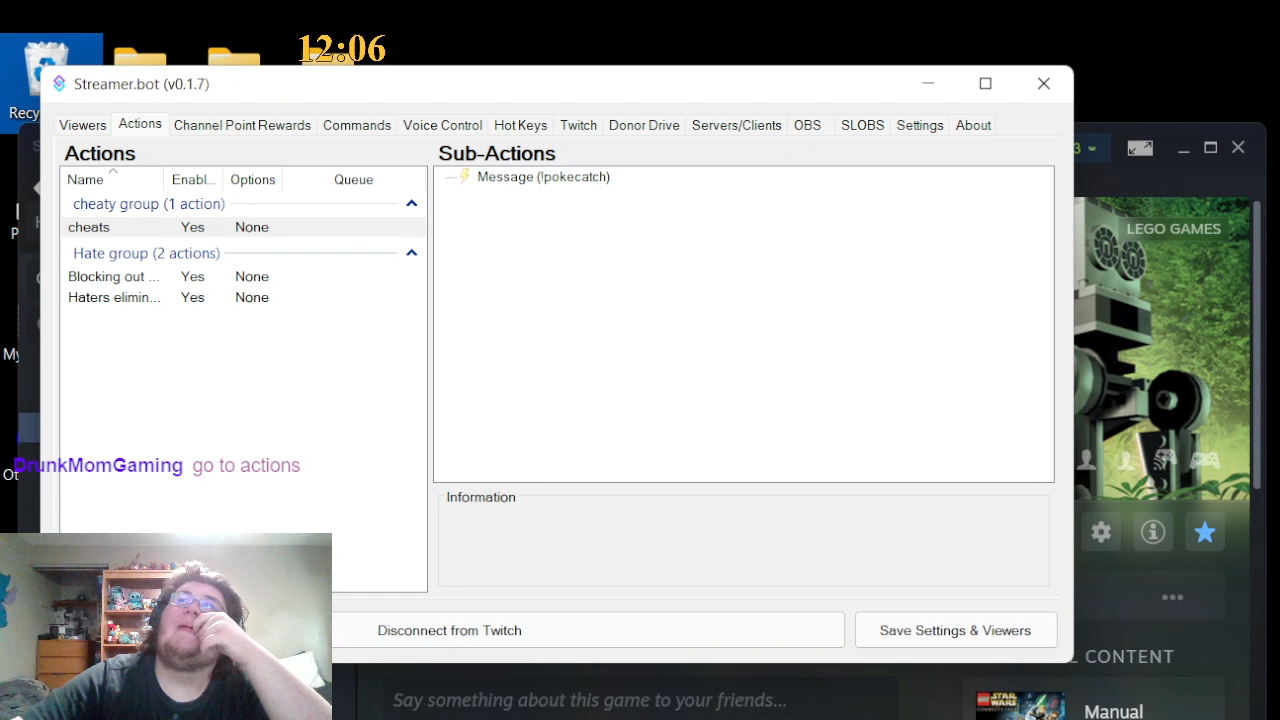 12:06
Recy
Streamer.bot (v0.1.7)
Viewers Actions Channel Point Rewards Commands Voice Control Hot Keys Twitch Donor Drive Servers/Clients OBS SLOBS Settings About
Actions
Name Enabl... Options Queue
cheaty group (1 action)
cheats Yes None
Hate group (2 actions)
Blocking out ... Yes None
Haters elimin... Yes None
Sub-Actions
Message (!pokecatch)
Information
Disconnect from Twitch
Save Settings & Viewers
DrunkMomGaming go to actions
LEGO GAMES
CONTENT
Say something about this game to your friends...
STAR WARS
Manual